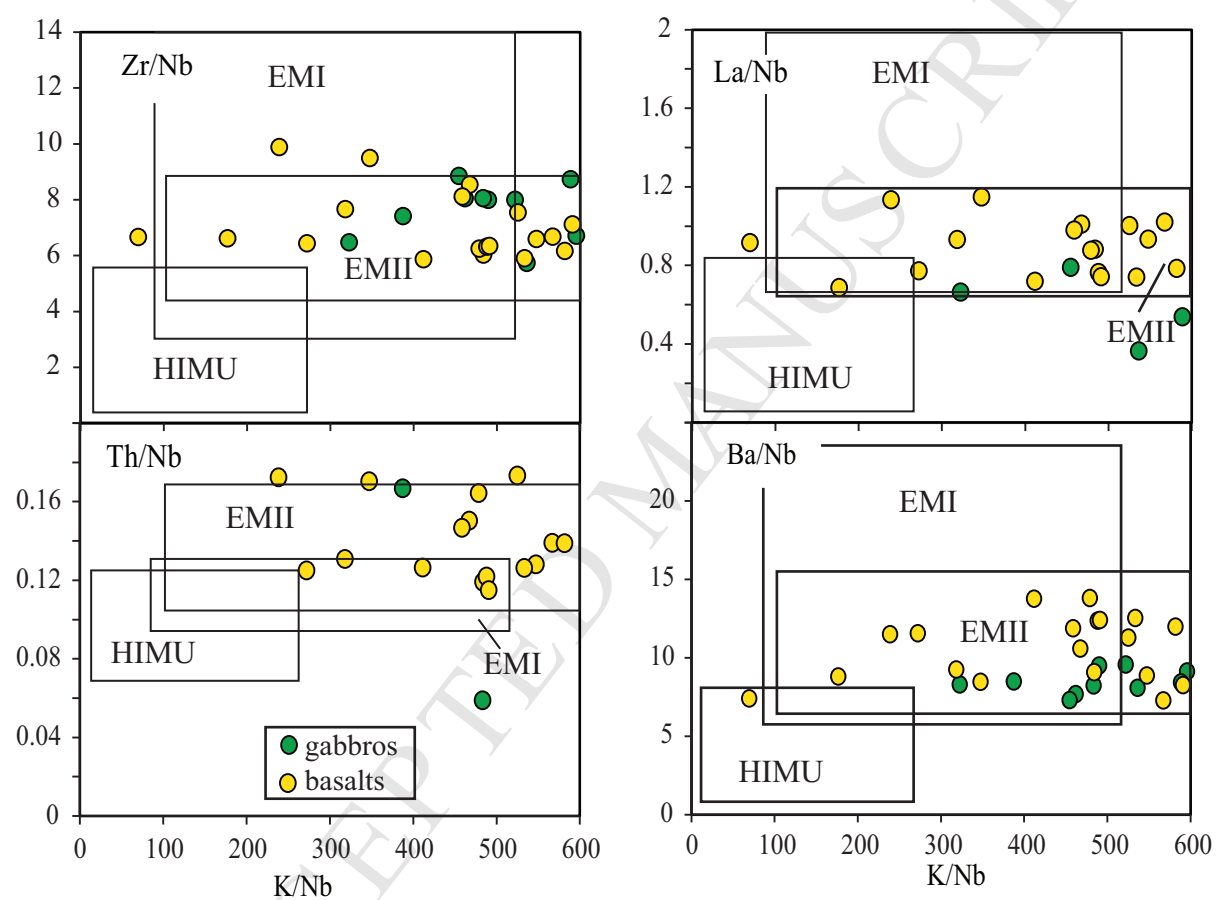 14
12
10
8
6
4
2
Zr/Nb
EMI
EMII
HIMU
2
1.6
1.2
0.8
0.4
La/Nb
EMI
EMII
HIMU
0.16
0.12
0.08
0.04
0
Th/Nb
EMII
HIMU
EMI
gabbros
basalts
0 100 200 300 400 500 600
K/Nb
20
15
10
5
0
Ba/Nb
EMI
EMII
HIMU
0 100 200 300 400 500 600
K/Nb
EPTED MANUSCRI